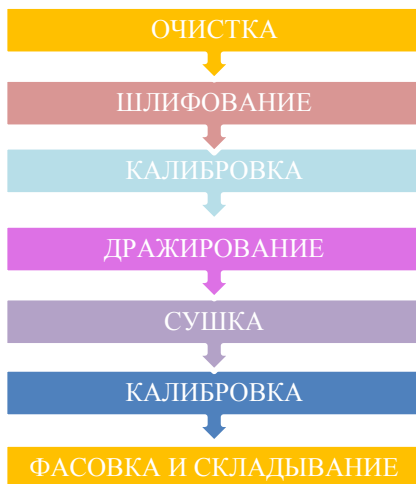 ОЧИСТКА
ШЛИФОВАНИЕ
КАЛИБРОВКА
ДРАЖИРОВАНИЕ
СУШКА
КАЛИБРОВКА
ФАСОВКА И СКЛАДЫВАНИЕ